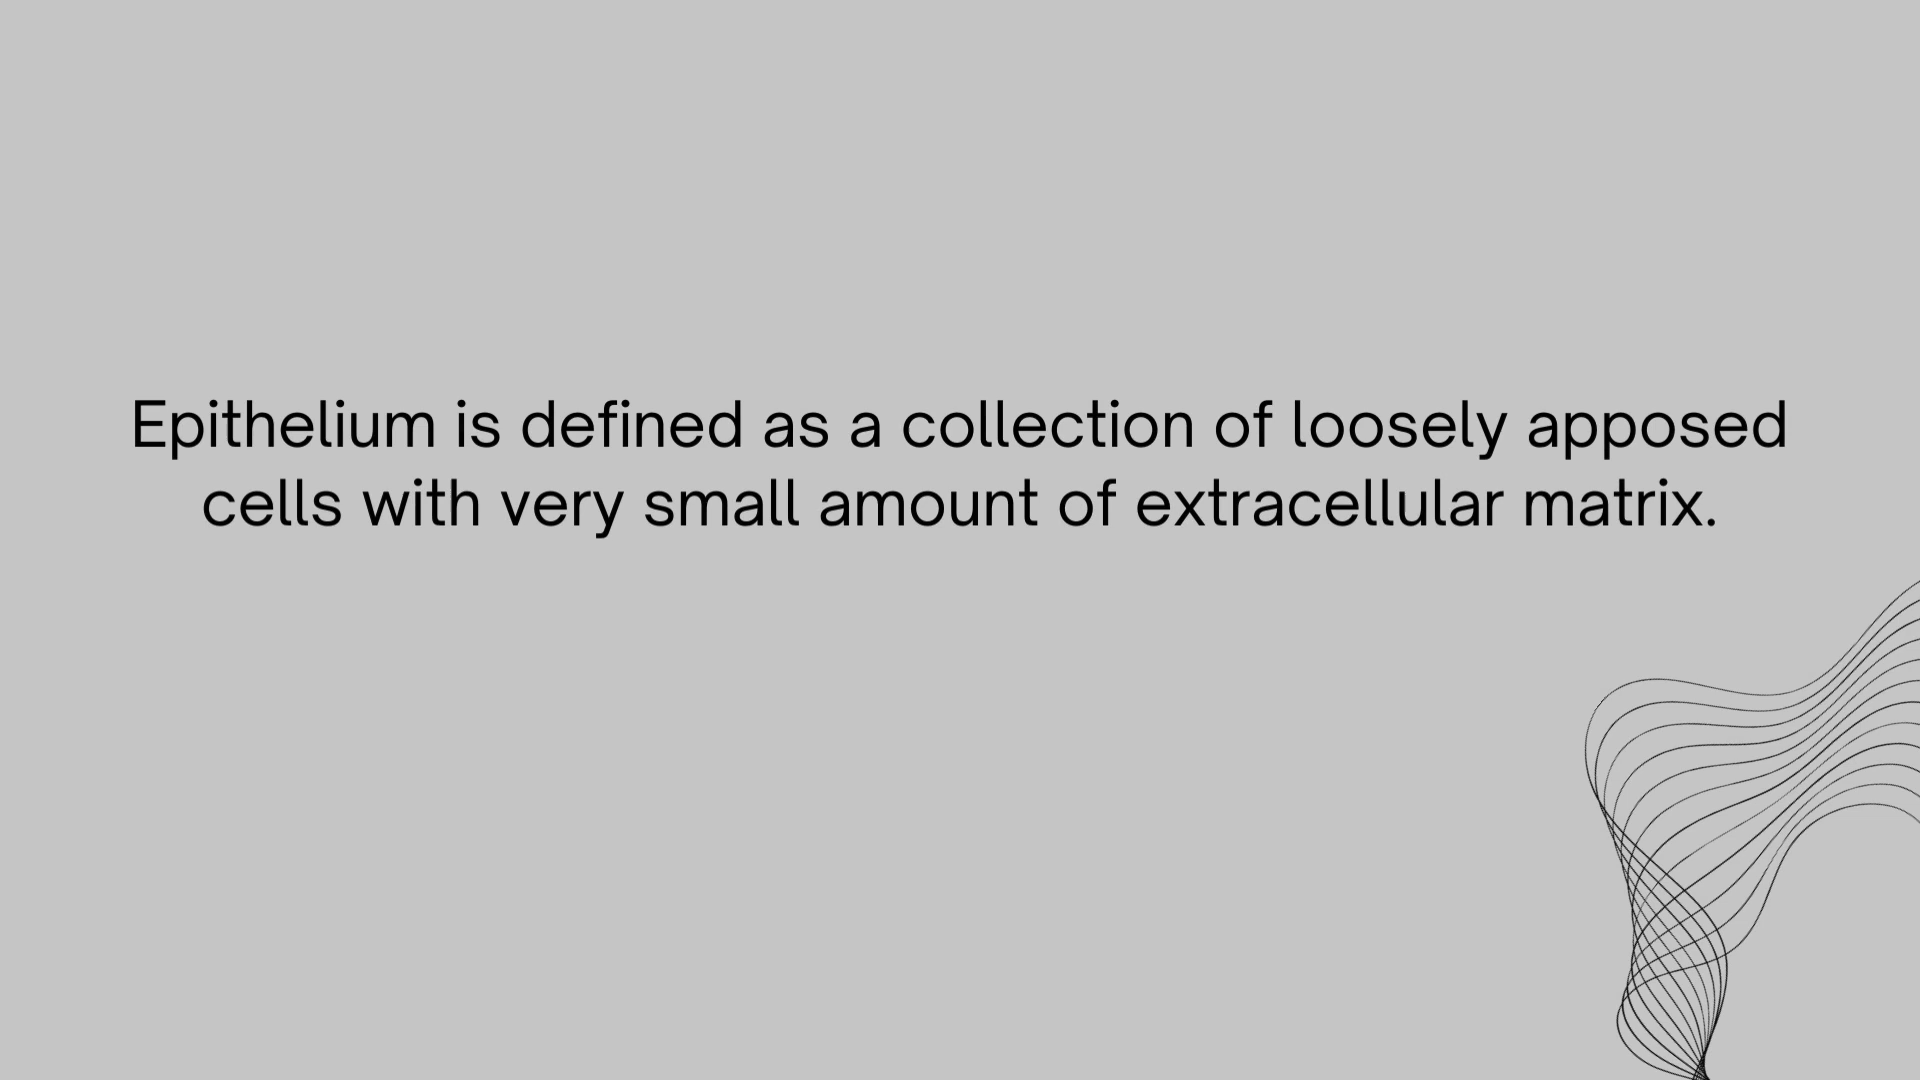 Epithelium is defined as a collection of loosely apposed
cells with very small amount of extracellular matrix.